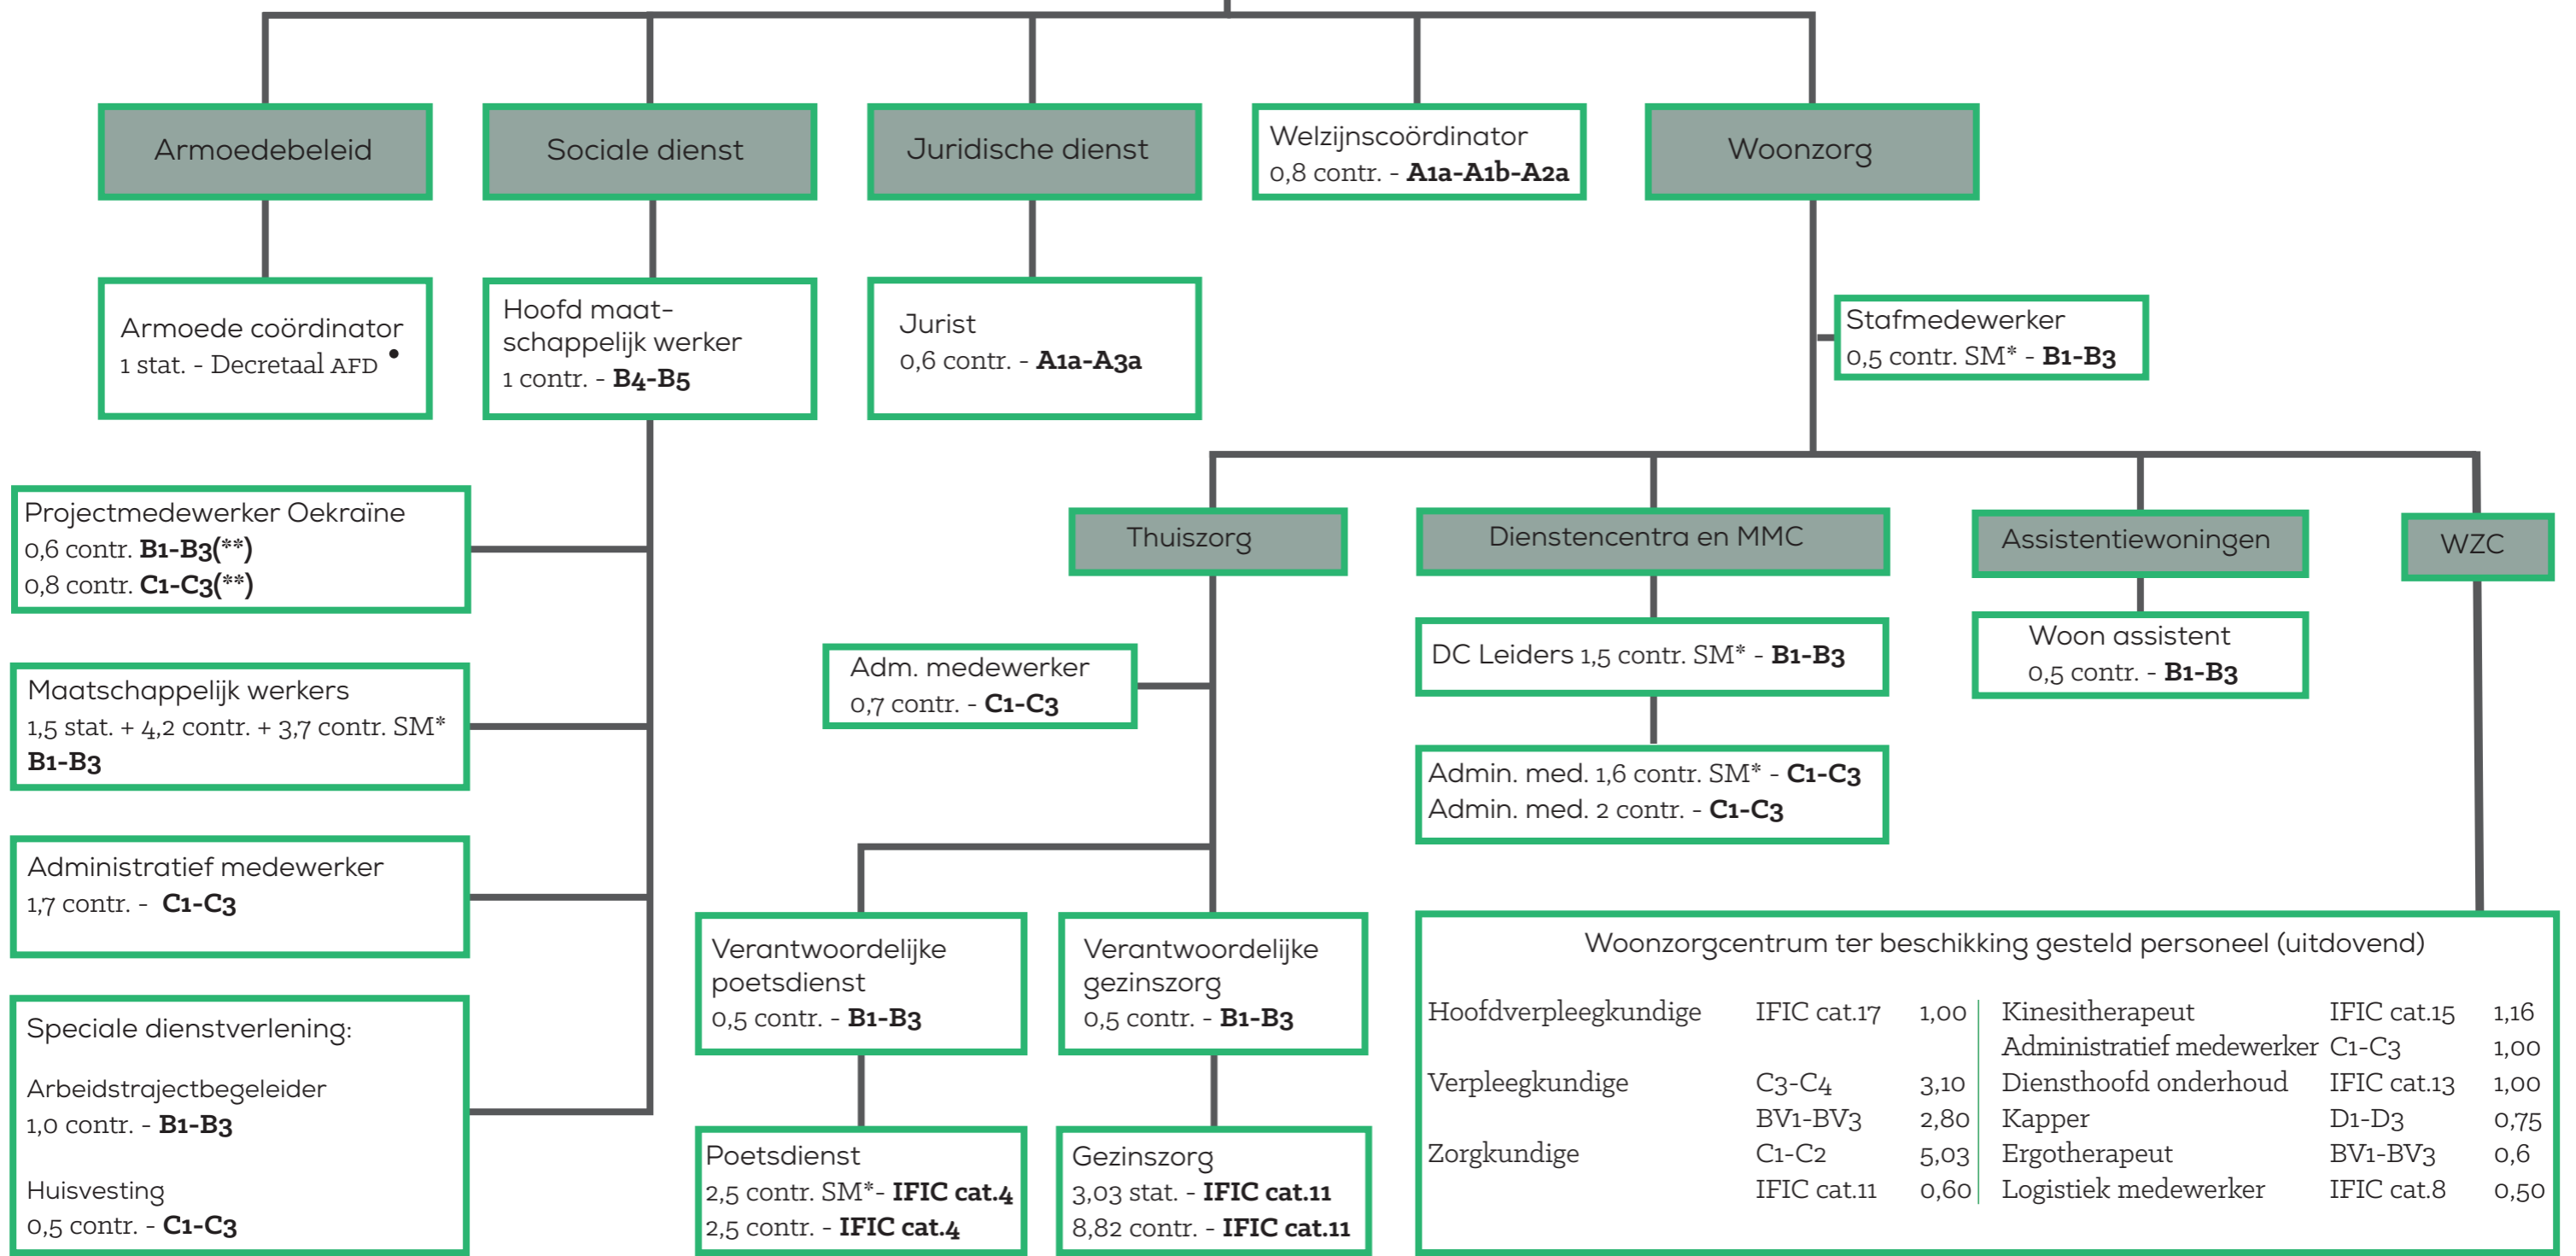 Armoedebeleid
Sociale dienst
Juridische dienst
Welzijnscoördinator
0,8 contr. - A1a-A1b-A2a
Woonzorg
Armoede coördinator
1 stat. - Decretaal AFD •
Hoofd maat-
schappelijk werker
1 contr. - B4-B5
Jurist
0,6 contr. - A1a-A3a
Stafmedewerker
0,5 contr. SM* - B1-B3
Projectmedewerker Oekraïne
0,6 contr. B1-B3(**)
0,8 contr. C1-C3(**)
Maatschappelijk werkers
1,5 stat. + 4,2 contr. + 3,7 contr. SM*
B1-B3
Administratief medewerker
1,7 contr. - C1-C3
Speciale dienstverlening:
Arbeidstrajectbegeleider
1,0 contr. - B1-B3
Huisvesting
0,5 contr. - C1-C3
Thuiszorg
Dienstencentra en MMC
Assistentiewoningen
WZC
Adm. medewerker
0,7 contr. - C1-C3
DC Leiders 1,5 contr. SM* - B1-B3
Admin. med. 1,6 contr. SM* - C1-C3
Admin. med. 2 contr. - C1-C3
Woon assistent
0,5 contr. - B1-B3
Verantwoordelijke
poetsdienst
0,5 contr. - B1-B3
Verantwoordelijke
gezinszorg
0,5 contr. - B1-B3
Poetsdienst
2,5 contr. SM*- IFIC cat.4
2,5 contr. - IFIC cat.4
Gezinszorg
3,03 stat. - IFIC cat.11
8,82 contr. - IFIC cat.11
Woonzorgcentrum ter beschikking gesteld personeel (uitdovend)
Hoofdverpleegkundige IFIC cat.17 1,00
Verpleegkundige C3-C4 3,10
BV1-BV3 2,80
Zorgkundige C1-C2 5,03
IFIC cat.11 0,60
Kinesitherapeut IFIC cat.15 1,16
Administratief medewerker C1-C3 1,00
Diensthoofd onderhoud IFIC cat.13 1,00
Kapper D1-D3 0,75
Ergotherapeut BV1-BV3 0,6
Logistiek medewerker IFIC cat.8 0,50